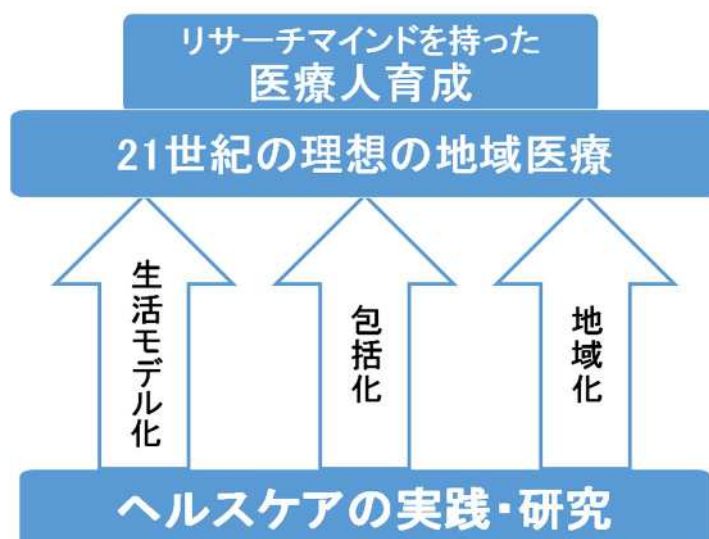 リサーチマインドを持った
医療人育成
21世紀の理想の地域医療
生活モデル化
包括化
地域化
ヘルスケアの実践・研究